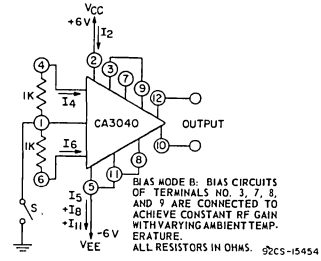 VCC
+6V
I2
2
3
7
9
4
12
1K
I4
1
CA3040
OUTPUT
1K
I6
10
6
8
11
5
S
I5
+I8
+I11
-6V
VEE
BIAS MODE B: BIAS CIRCUITS
OF TERMINALS NO. 3, 7, 8,
AND 9 ARE CONNECTED TO
ACHIEVE CONSTANT RF GAIN
WITH VARYING AMBIENT TEMP-
ERATURE.
ALL RESISTORS IN OHMS.
92CS-15454